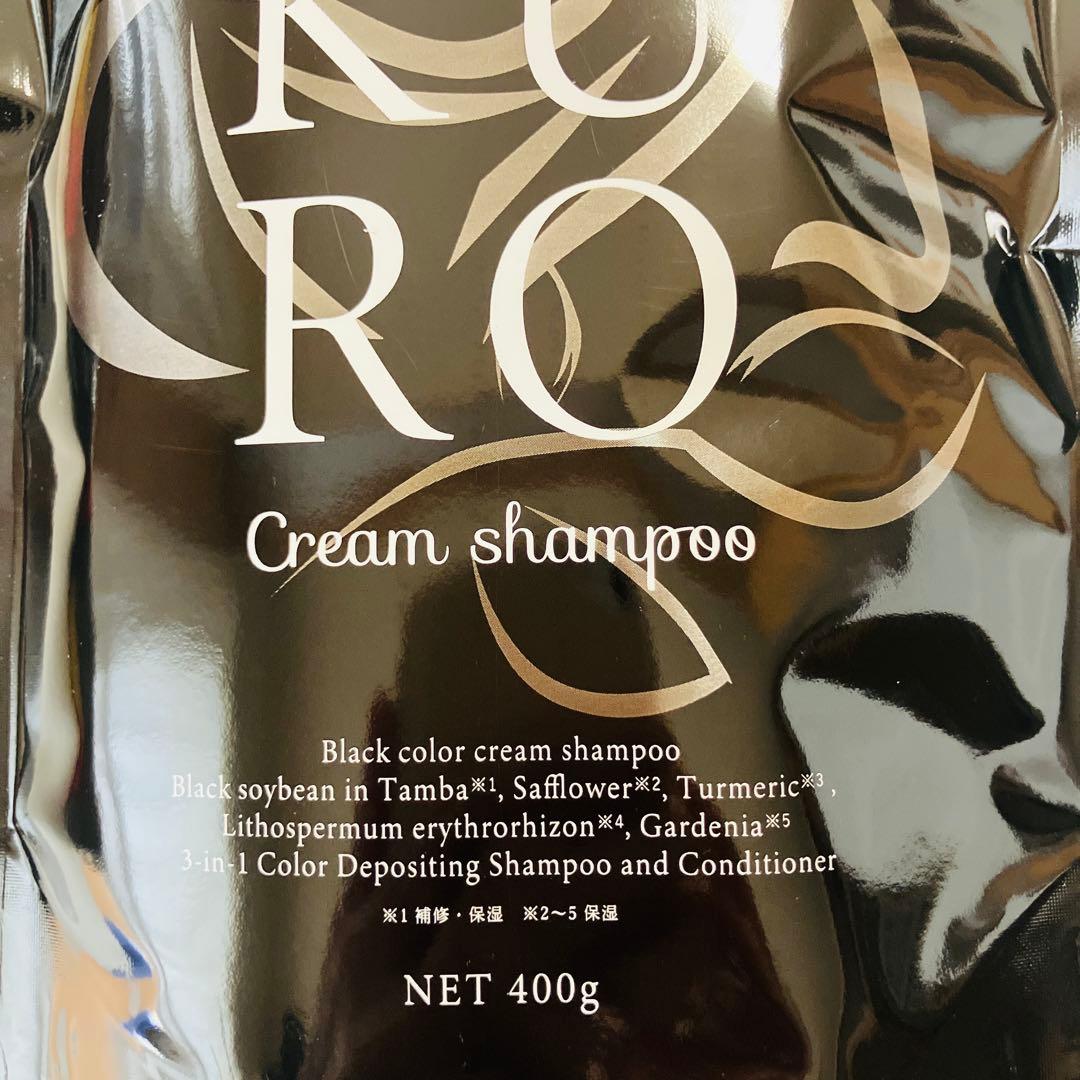 KU
RO
Cream shampoo
Black color cream shampoo
Black soybean in Tamba※1, Safflower※2, Turmeric※3,
Lithospermum erythrorhizon※4, Gardenia※5
3-in-1 Color Depositing Shampoo and Conditioner
※1 補修・保湿　※2〜5 保湿
NET 400g